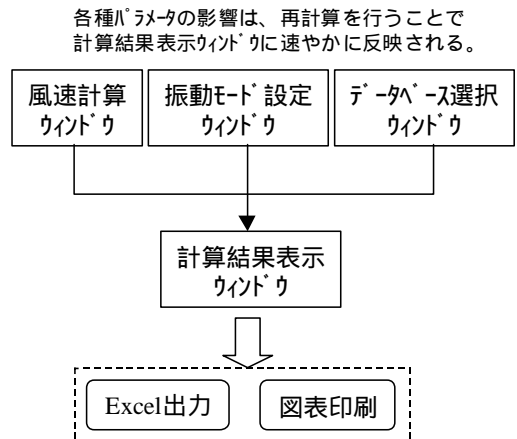 各種ﾊﾟﾗﾒｰﾀの影響は、再計算を行うことで
計算結果表示ｳｨﾝﾄﾞｳに速やかに反映される。
風速計算
ｳｨﾝﾄﾞｳ
振動ﾓｰﾄﾞ設定
ｳｨﾝﾄﾞｳ
ﾃﾞｰﾀﾍﾞｰｽ選択
ｳｨﾝﾄﾞｳ
計算結果表示
ｳｨﾝﾄﾞｳ
Excel出力
図表印刷